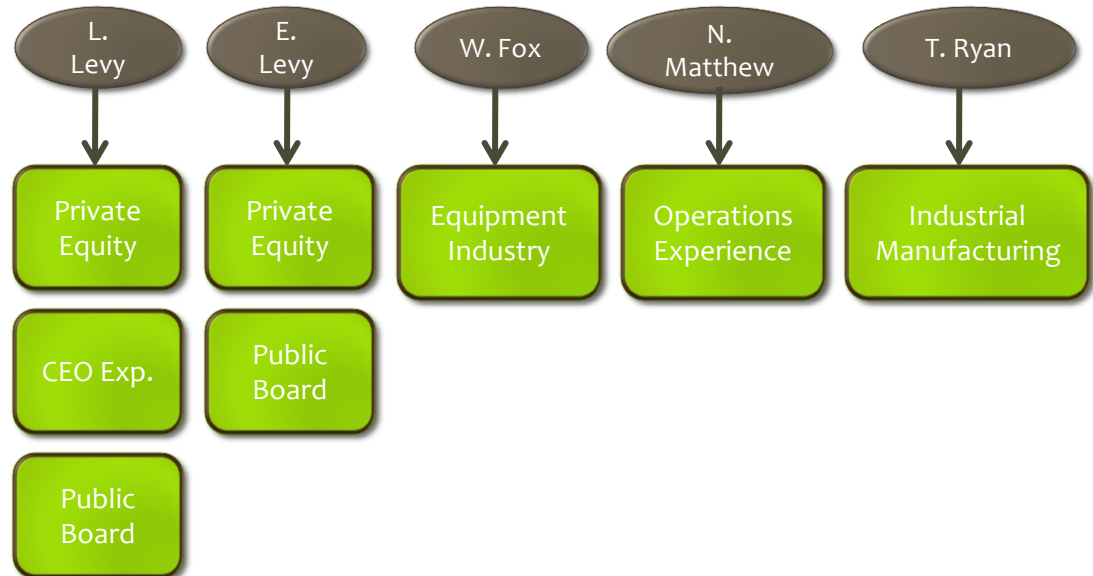 L.
Levy
E.
Levy
W. Fox
N.
Matthew
T. Ryan
Private
Equity
Private
Equity
Equipment
Industry
Operations
Experience
Industrial
Manufacturing
CEO Exp.
Public
Board
Public
Board